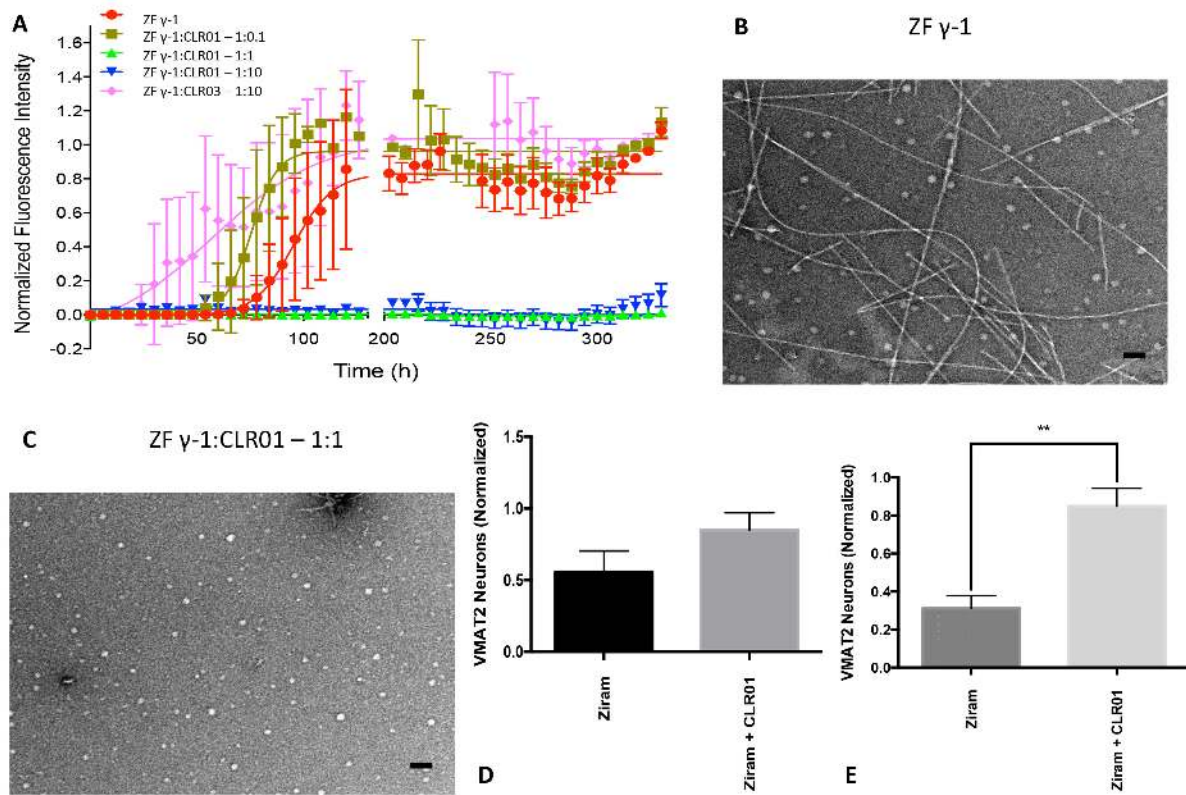 A
ZF γ-1
ZF γ-1:CLR01 – 1:0.1
ZF γ-1:CLR01 – 1:1
ZF γ-1:CLR01 – 1:10
ZF γ-1:CLR03 – 1:10
Normalized Fluorescence Intensity
1.6
1.4
1.2
1.0
0.8
0.6
0.4
0.2
0.0
-0.2
50
100
200
250
300
Time (h)
B
ZF γ-1
C
ZF γ-1:CLR01 – 1:1
VMAT2 Neurons (Normalized)
1.5
1.0
0.5
0.0
Ziram
Ziram + CLR01
D
VMAT2 Neurons (Normalized)
1.0
0.8
0.6
0.4
0.2
0.0
**
Ziram
Ziram + CLR01
E